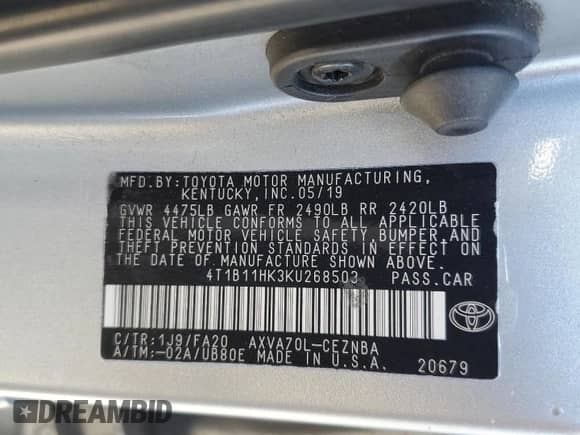 MFD.BY:TOYOTA MOTOR MANUFACTURING,
KENTUCKY, INC.05/19
GVWR 4475LB GAWR FR 2490LB RR 2420LB
THIS VEHICLE CONFORMS TO ALL APPLICABLE
FEDERAL MOTOR VEHICLE SAFETY,BUMPER,AND
THEFT PREVENTION STANDARDS IN EFFECT ON
THE DATE OF MANUFACTURE SHOWN ABOVE.
4T1B11HK3KU268503 PASS.CAR
C/TR:1J9/FA20 AXVA70L-CEZNBA
A/TM:-02A/UB80E MADE IN U.S.A. 20679
DREAMBID